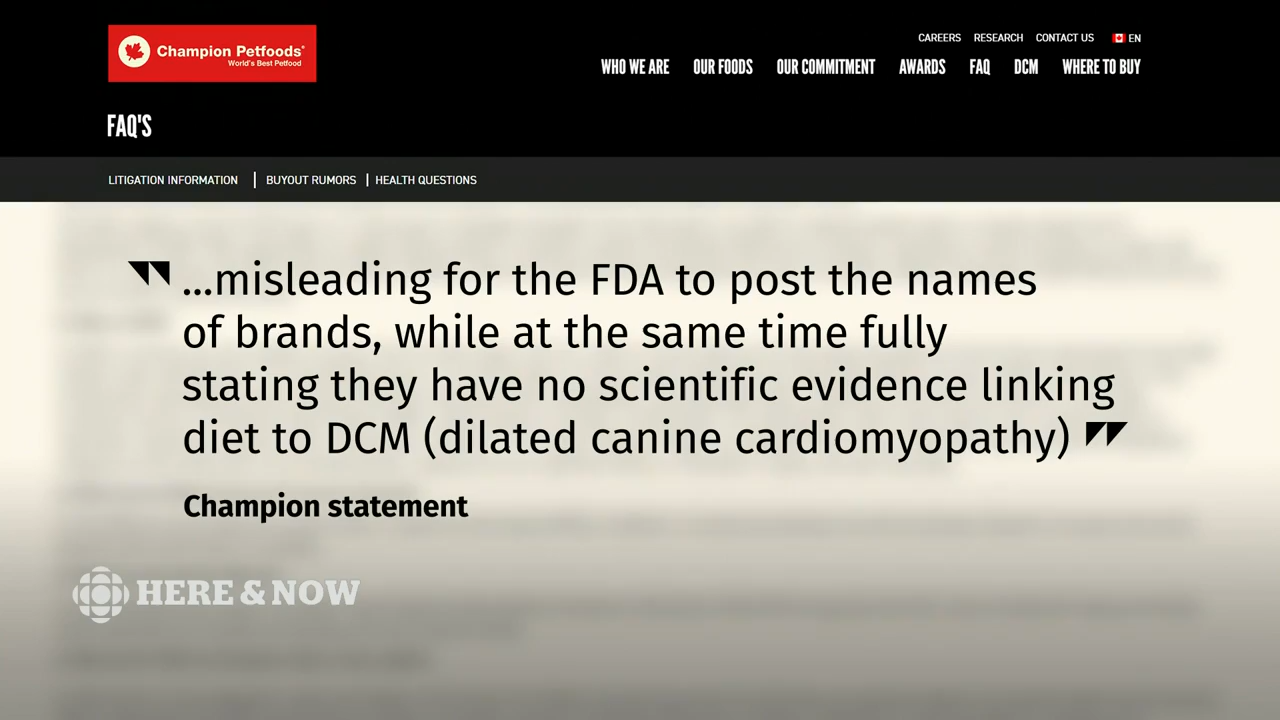 Champion Petfoods®
World's Best Petfood
CAREERS RESEARCH CONTACT US EN
WHO WE ARE OUR FOODS OUR COMMITMENT AWARDS FAQ DCM WHERE TO BUY
FAQ'S
LITIGATION INFORMATION | BUYOUT RUMORS | HEALTH QUESTIONS
...misleading for the FDA to post the names
of brands, while at the same time fully
stating they have no scientific evidence linking
diet to DCM (dilated canine cardiomyopathy)
Champion statement
HERE & NOW